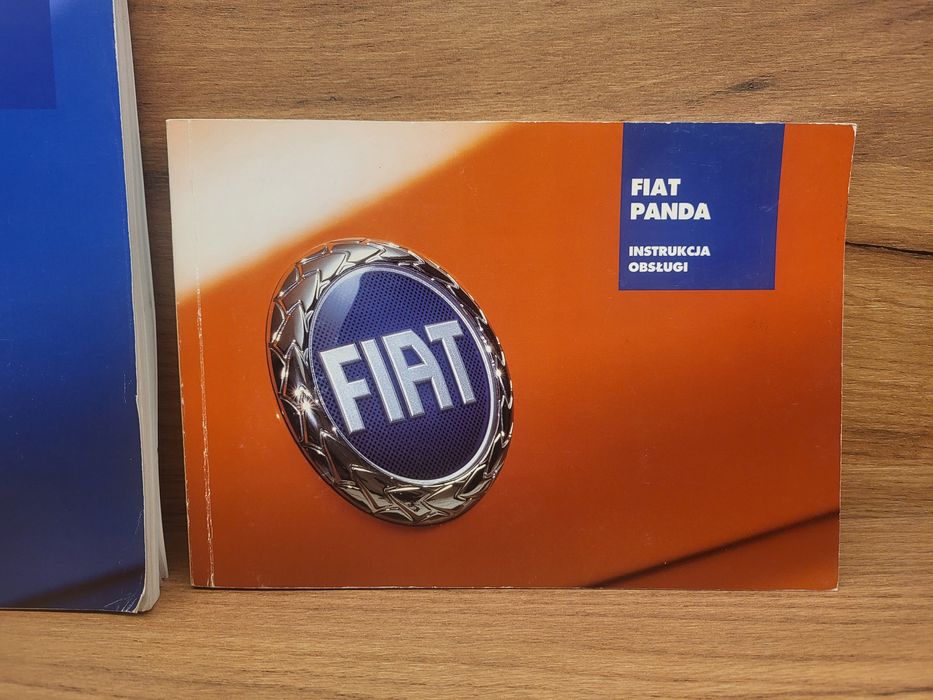 FIAT
PANDA
INSTRUKCJA
OBSŁUGI
FIAT